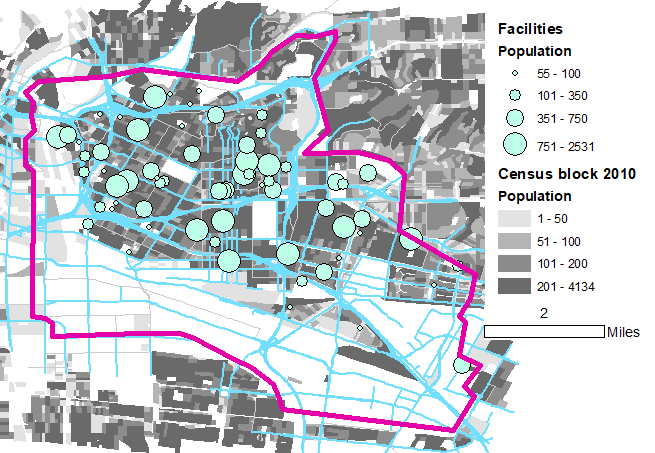 Facilities
Population
55 - 100
101 - 350
351 - 750
751 - 2531
Census block 2010
Population
1 - 50
51 - 100
101 - 200
201 - 4134
2
Miles